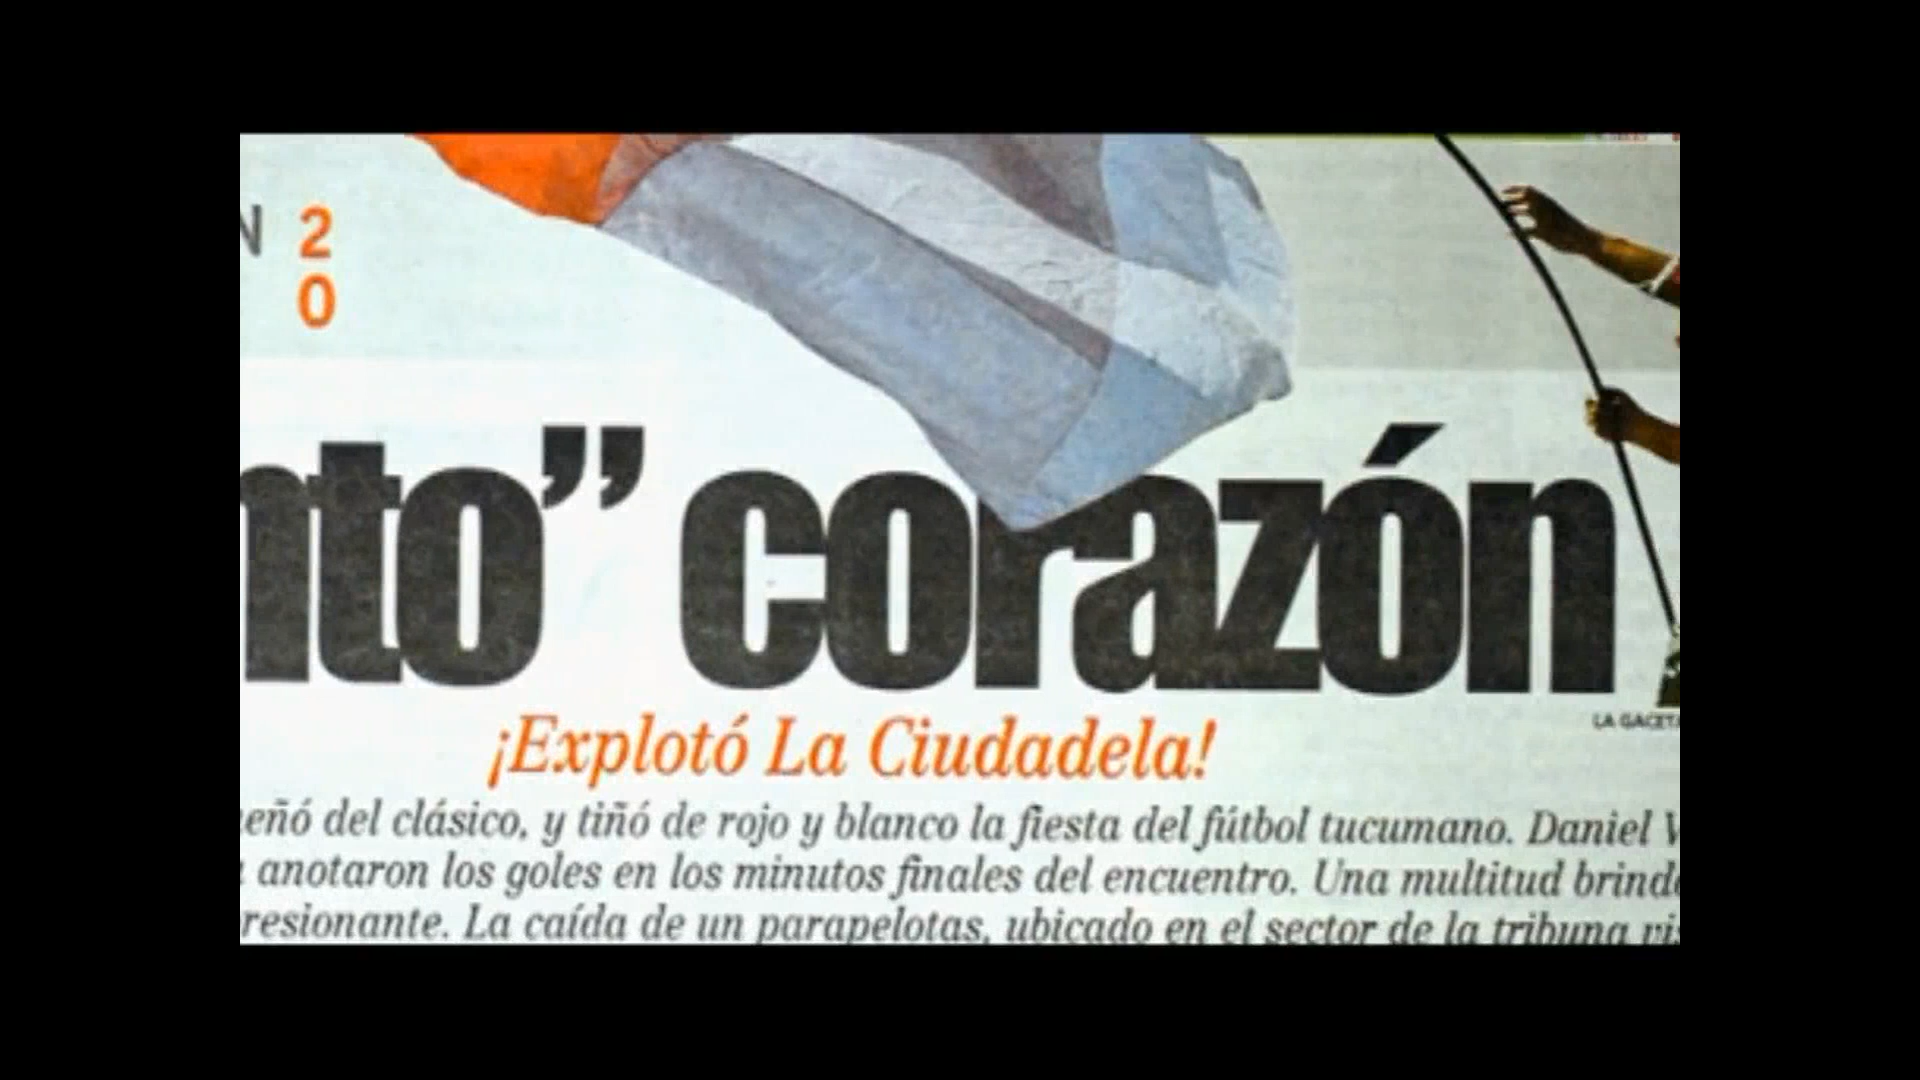 N 2
0
nto” corazón
LA GACETA
¡Explotó La Ciudadela!
eñó del clásico, y tiñó de rojo y blanco la fiesta del fútbol tucumano. Daniel V
anotaron los goles en los minutos finales del encuentro. Una multitud brind
resionante. La caída de un parapelotas, ubicado en el sector de la tribuna vis